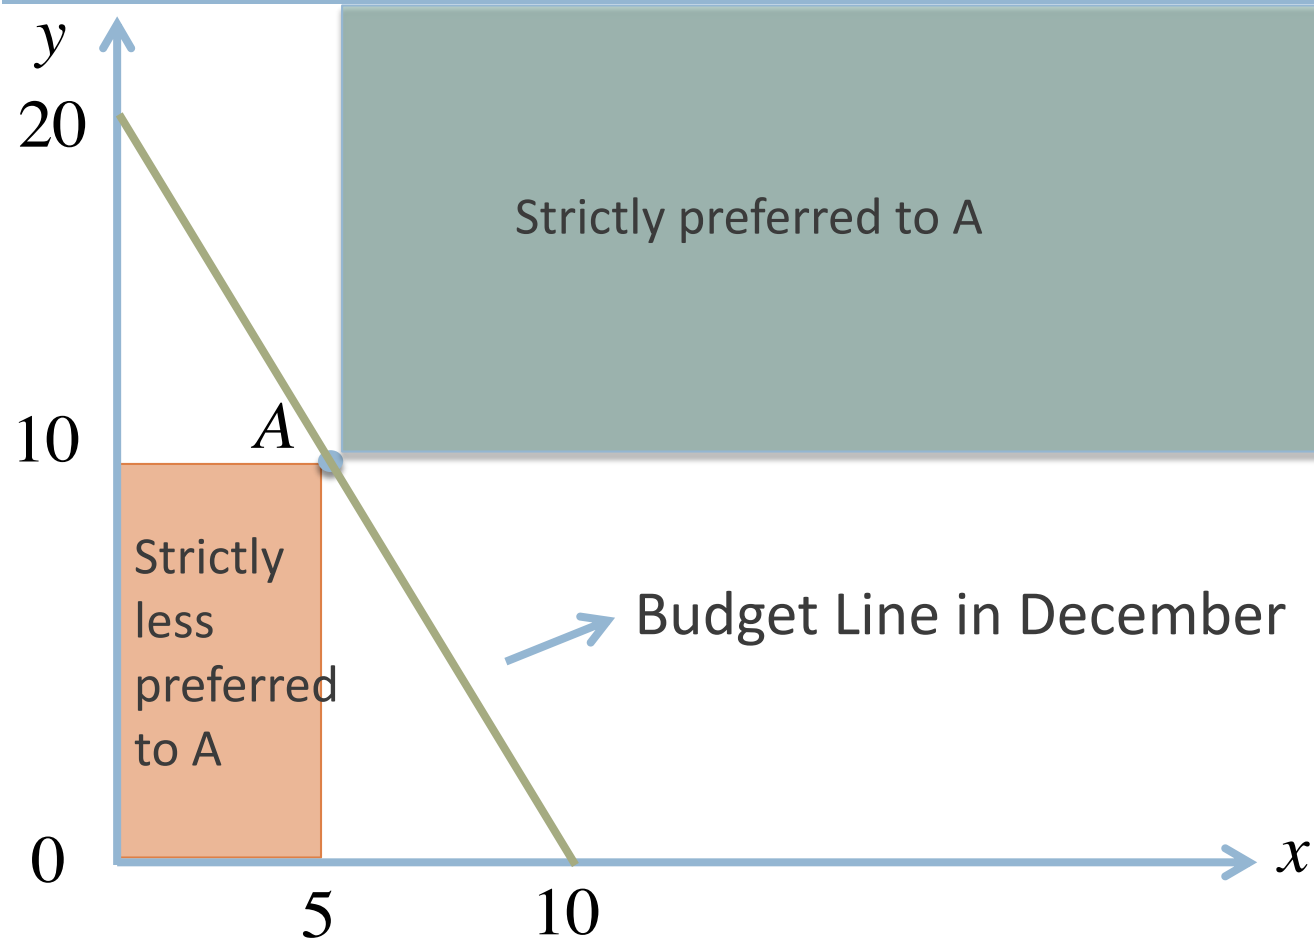 y
20
Strictly preferred to A
A
10
Strictly
less
preferred
to A
Budget Line in December
0
x
5
10